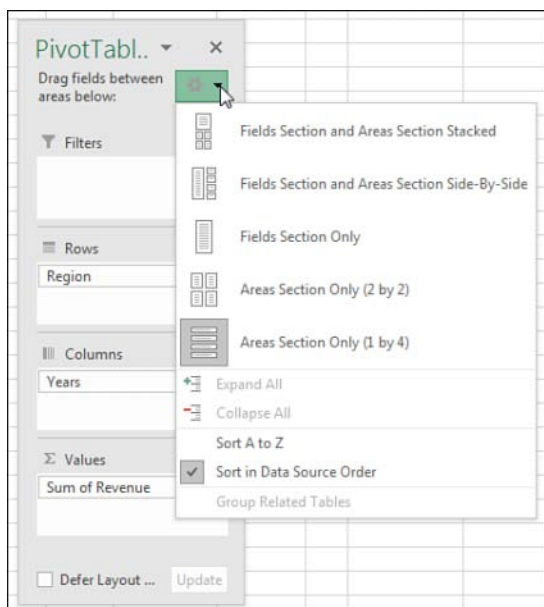 PivotTabl..
Drag fields between
areas below:
Filters
Rows
Region
Columns
Years
Σ Values
Sum of Revenue
Defer Layout ...
Update
Fields Section and Areas Section Stacked
Fields Section and Areas Section Side-By-Side
Fields Section Only
Areas Section Only (2 by 2)
Areas Section Only (1 by 4)
Expand All
Collapse All
Sort A to Z
Sort in Data Source Order
Group Related Tables